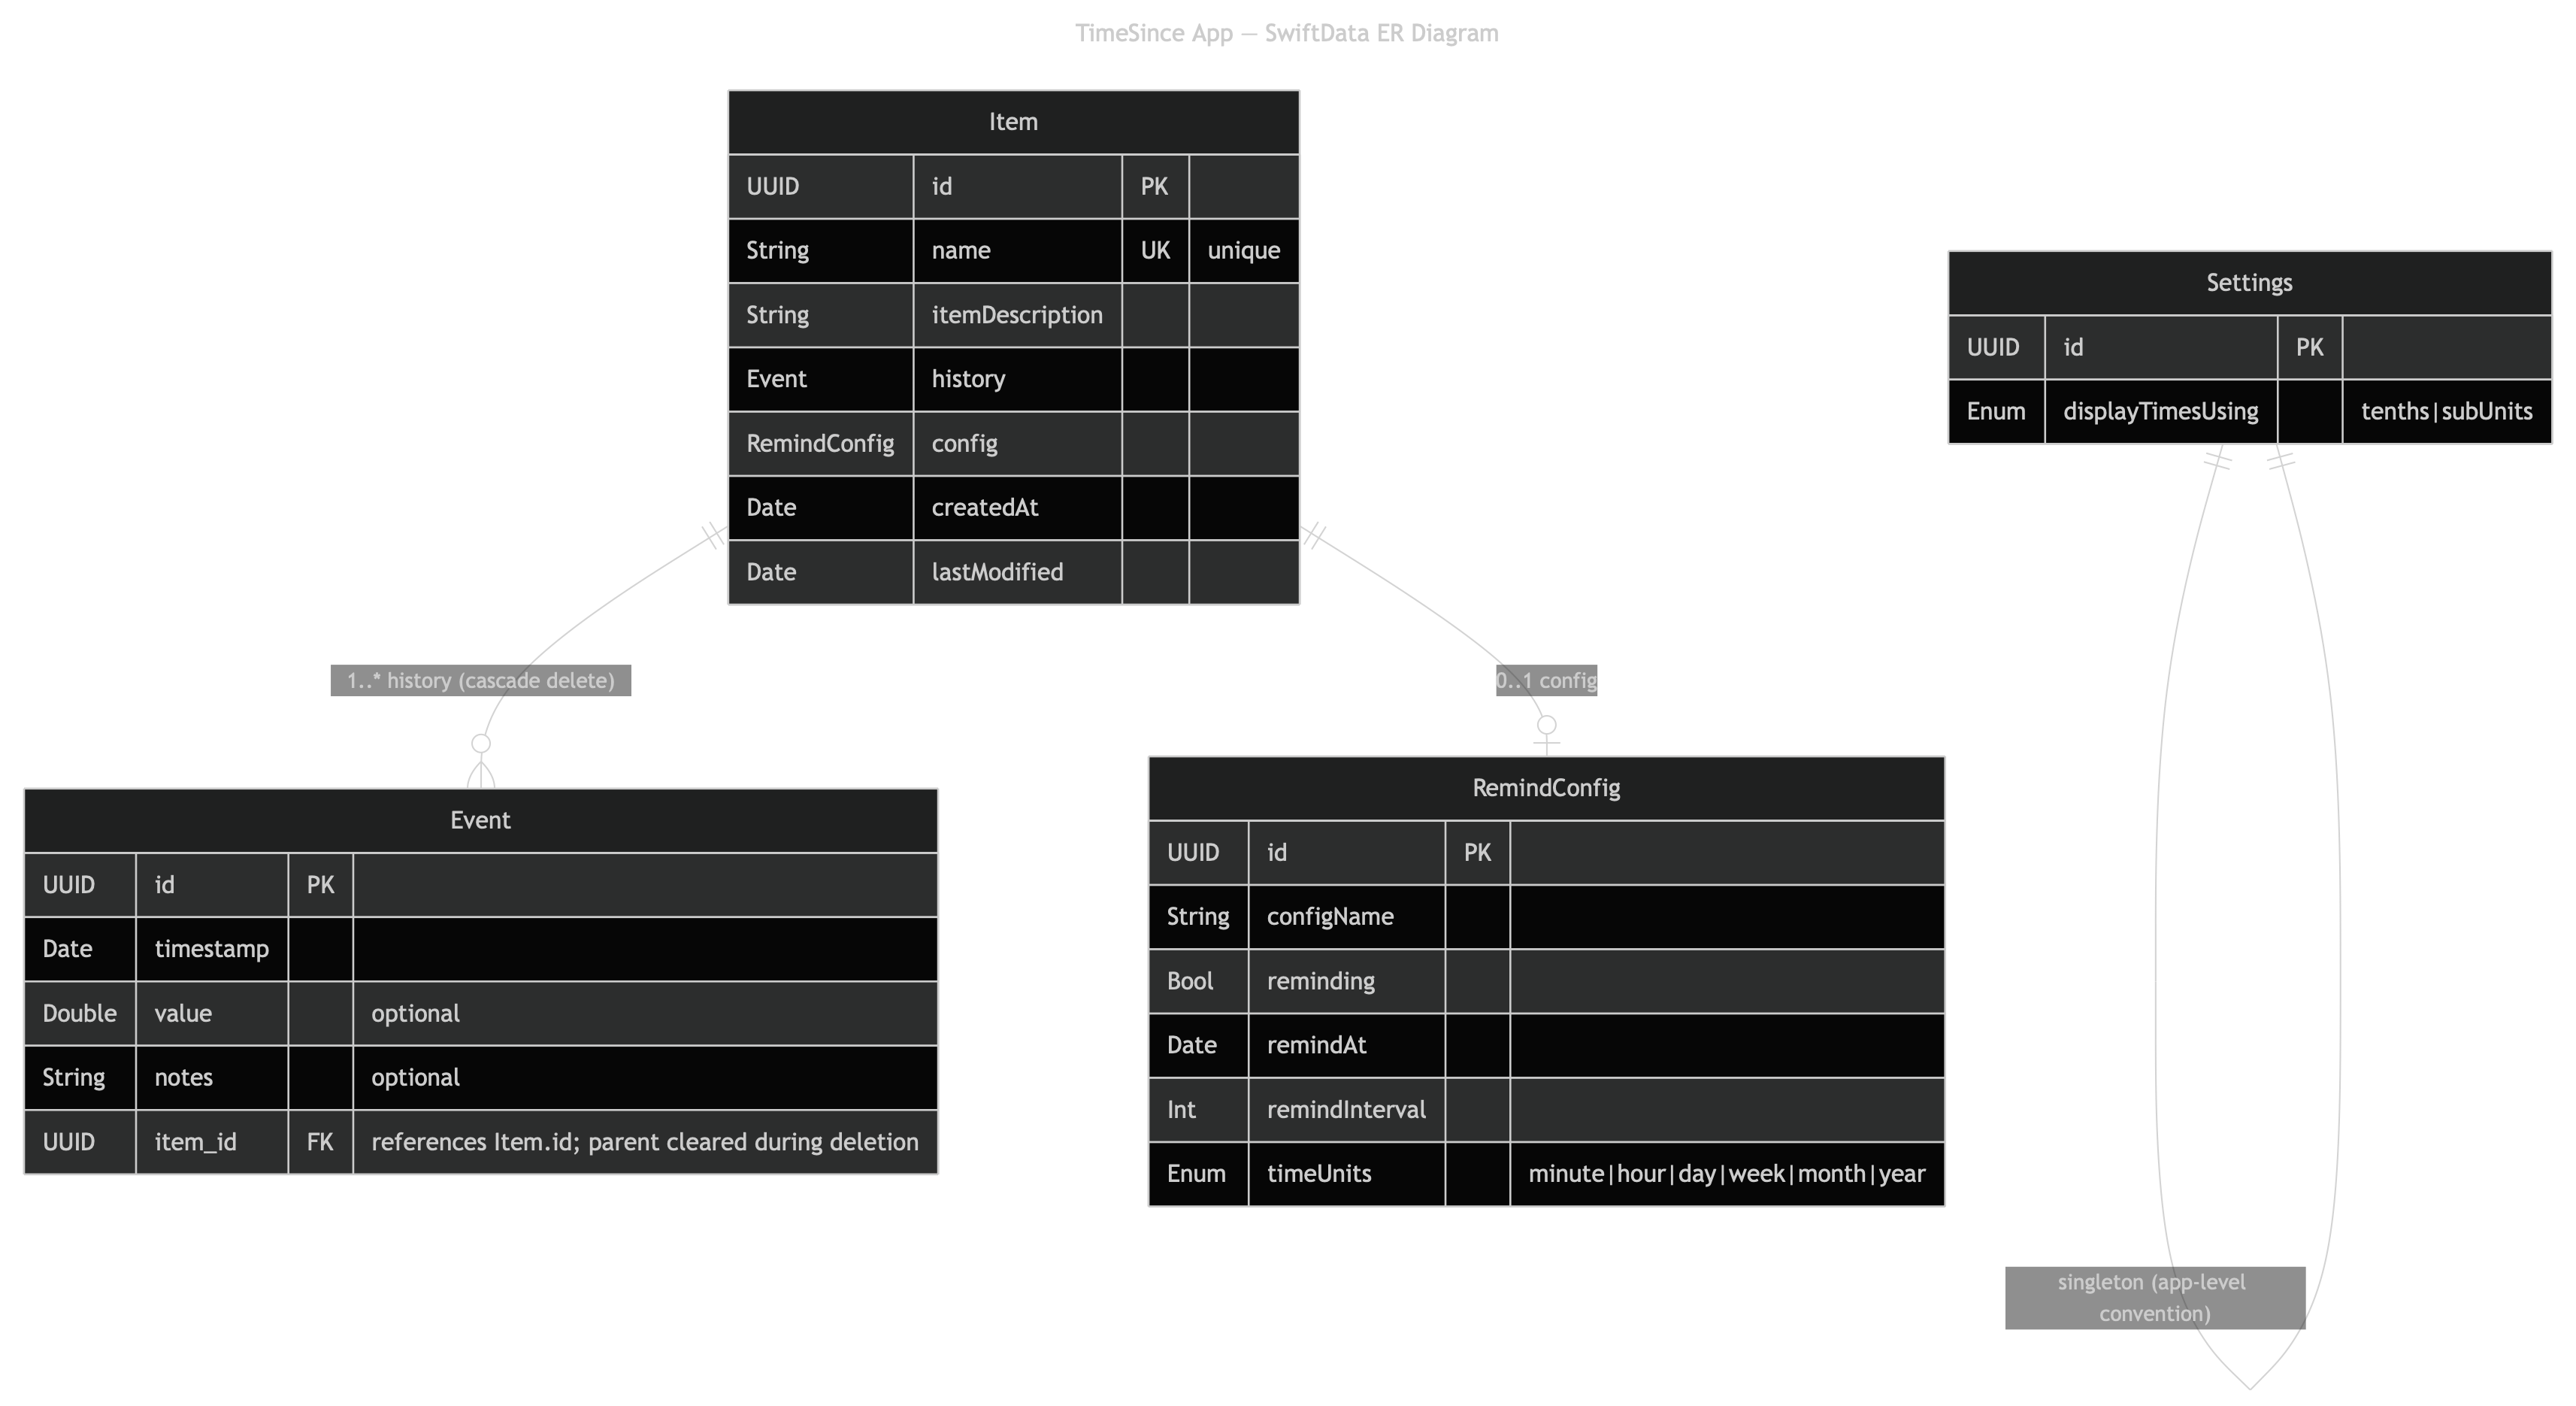 TimeSince App — SwiftData ER Diagram
Item
UUID id PK
String name UK unique
String itemDescription
Event history
RemindConfig config
Date createdAt
Date lastModified
Settings
UUID id PK
Enum displayTimesUsing tenths|subUnits
1..* history (cascade delete)
0..1 config
Event
UUID id PK
Date timestamp
Double value optional
String notes optional
UUID item_id FK references Item.id; parent cleared during deletion
RemindConfig
UUID id PK
String configName
Bool reminding
Date remindAt
Int remindInterval
Enum timeUnits minute|hour|day|week|month|year
singleton (app-level
convention)